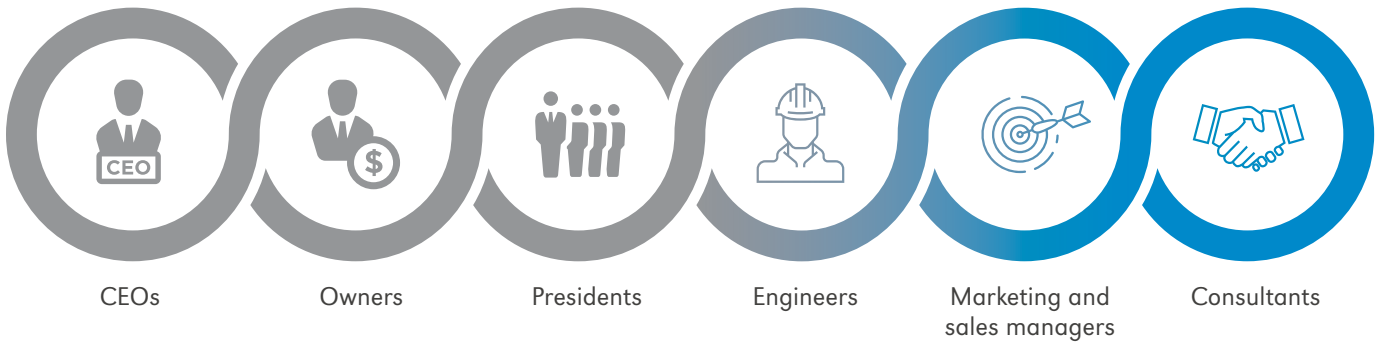 CEO
$
CEOs
Owners
Presidents
Engineers
Marketing and
sales managers
Consultants